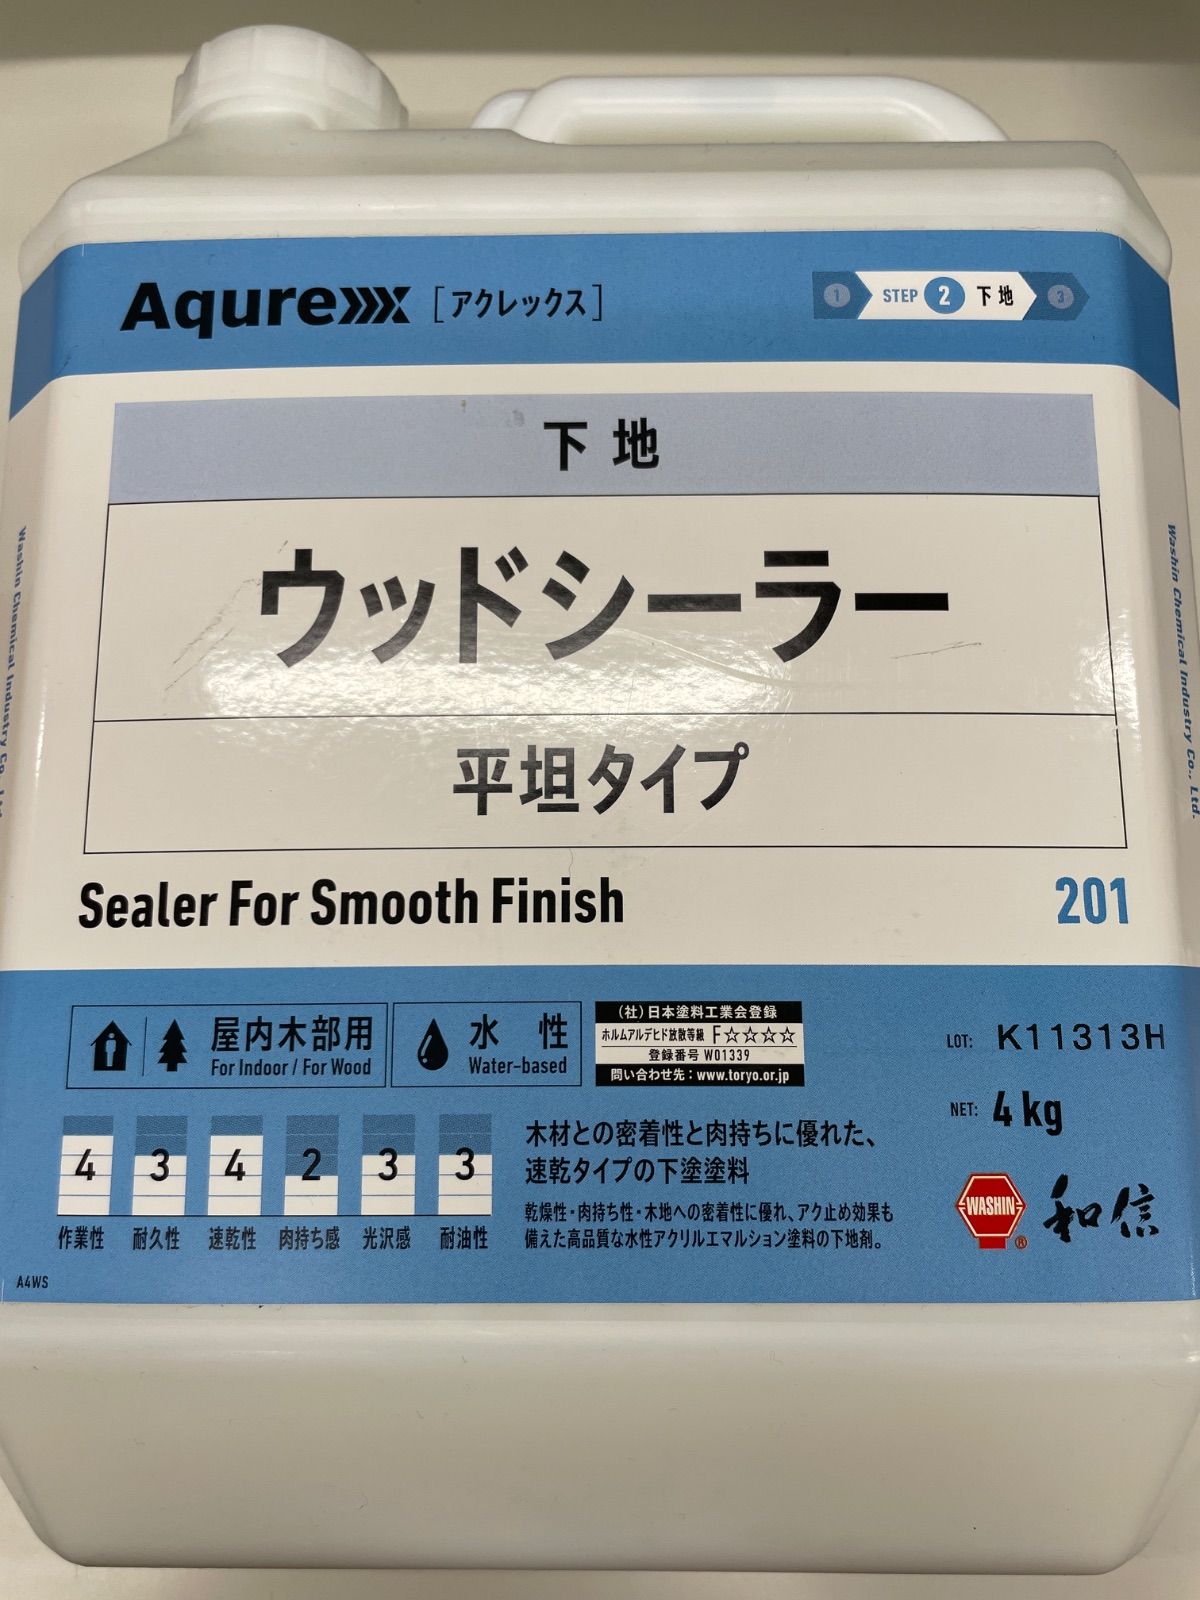 Aqurexx [アクレックス]
1 STEP 2 下地 3
下地
ウッドシーラー
平坦タイプ
Sealer For Smooth Finish
201
屋内木部用
For Indoor / For Wood
水 性
Water-based
(社)日本塗料工業会登録
ホルムアルデヒド放散等級 F☆☆☆☆
登録番号 W01339
問い合わせ先:www.toryo.or.jp
LOT: K11313H
NET: 4 kg
4 3 4 2 3 3
作業性 耐久性 速乾性 肉持ち感 光沢感 耐油性
木材との密着性と肉持ちに優れた、
速乾タイプの下塗塗料
乾燥性・肉持ち性・木地への密着性に優れ、アク止め効果も
備えた高品質な水性アクリルエマルション塗料の下地剤。
WASHIN ® 和信
A4WS
Washin Chemical Industry Co., Ltd.
Washin Chemical Industry Co., Ltd.